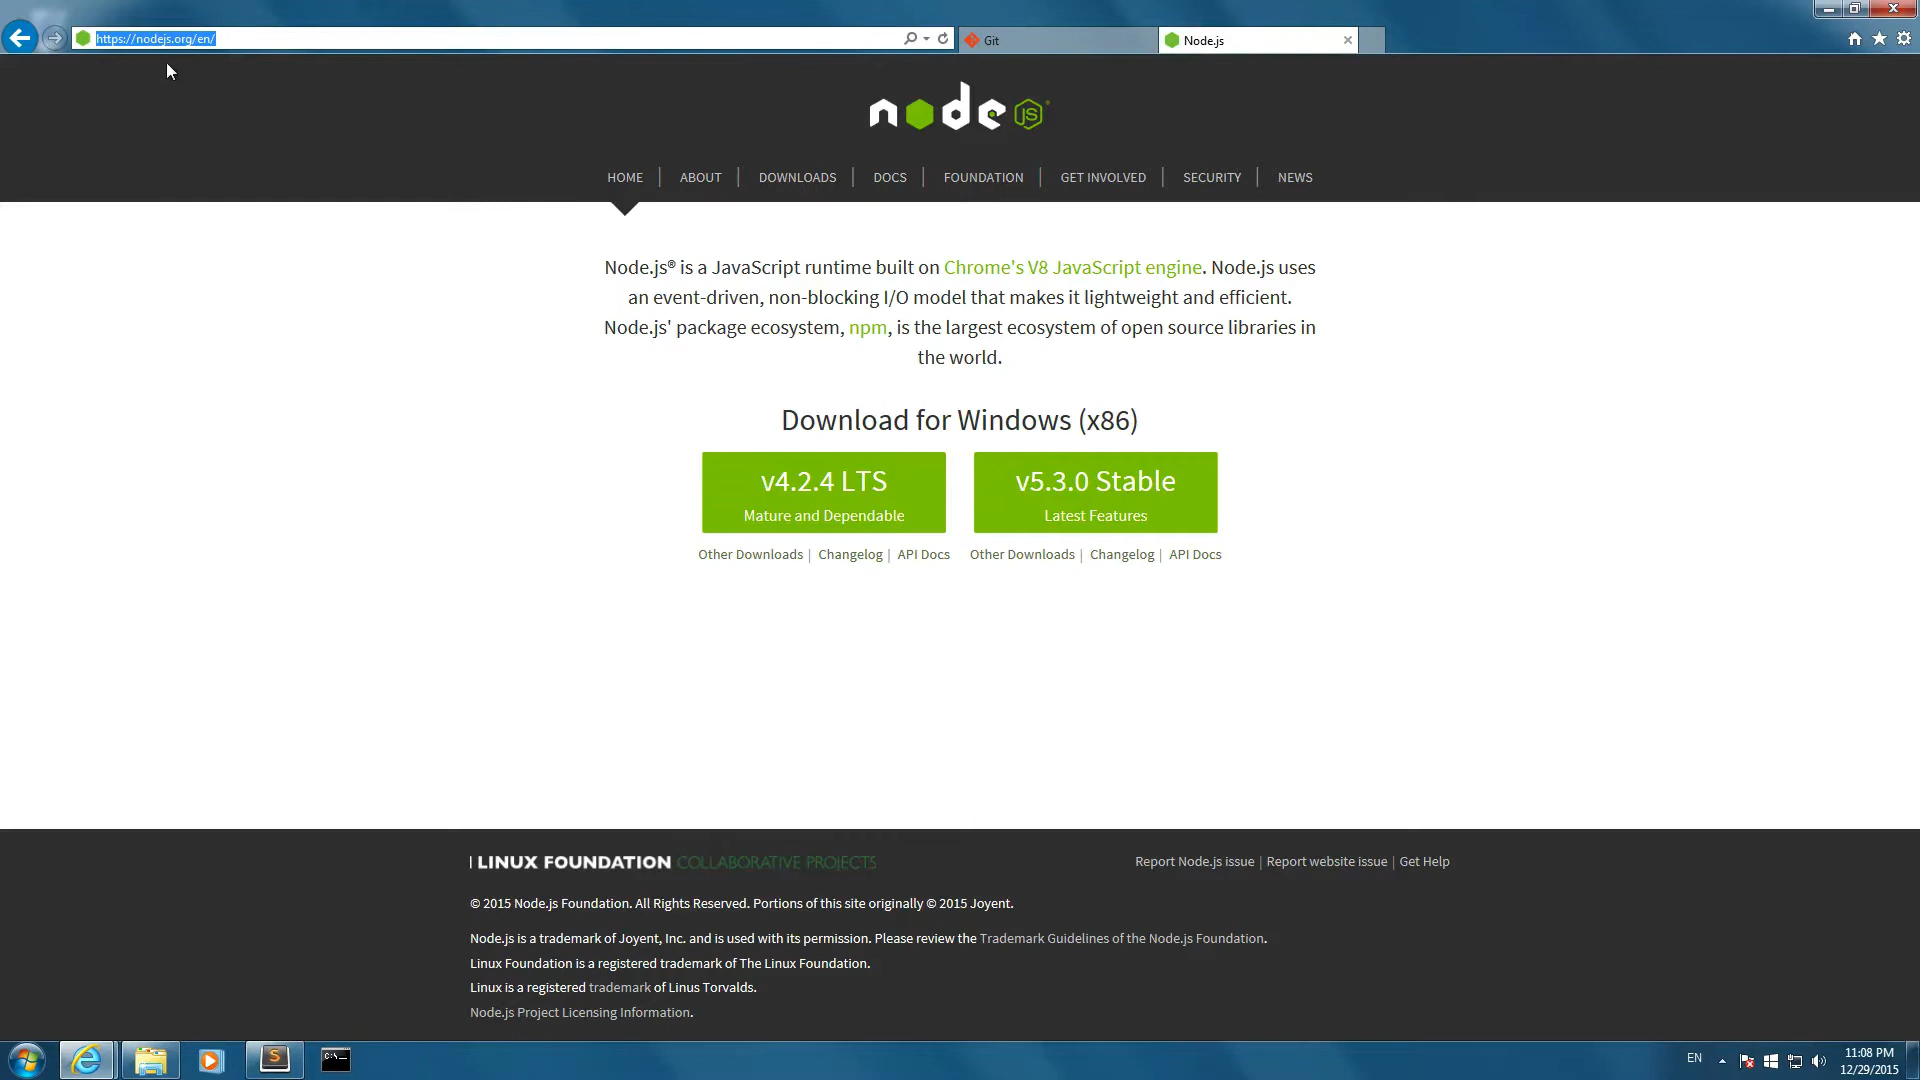 https://nodejs.org/en/
Git
Node.js
node JS
HOME | ABOUT | DOWNLOADS | DOCS | FOUNDATION | GET INVOLVED | SECURITY | NEWS
Node.js® is a JavaScript runtime built on Chrome's V8 JavaScript engine. Node.js uses
an event-driven, non-blocking I/O model that makes it lightweight and efficient.
Node.js' package ecosystem, npm, is the largest ecosystem of open source libraries in
the world.
Download for Windows (x86)
v4.2.4 LTS
Mature and Dependable
Other Downloads | Changelog | API Docs
v5.3.0 Stable
Latest Features
Other Downloads | Changelog | API Docs
LINUX FOUNDATION COLLABORATIVE PROJECTS
Report Node.js issue | Report website issue | Get Help
© 2015 Node.js Foundation. All Rights Reserved. Portions of this site originally © 2015 Joyent.
Node.js is a trademark of Joyent, Inc. and is used with its permission. Please review the Trademark Guidelines of the Node.js Foundation.
Linux Foundation is a registered trademark of The Linux Foundation.
Linux is a registered trademark of Linus Torvalds.
Node.js Project Licensing Information.
C:\
EN
11:08 PM
12/29/2015